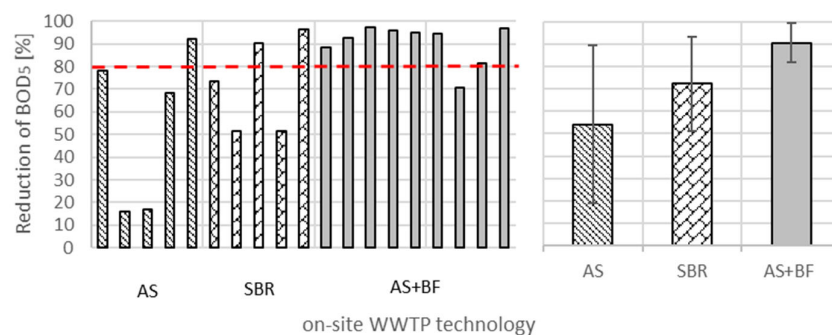 Reduction of BOD5 [%]
100
90
80
70
60
50
40
30
20
10
0
AS
SBR
AS+BF
AS
SBR
AS+BF
on-site WWTP technology